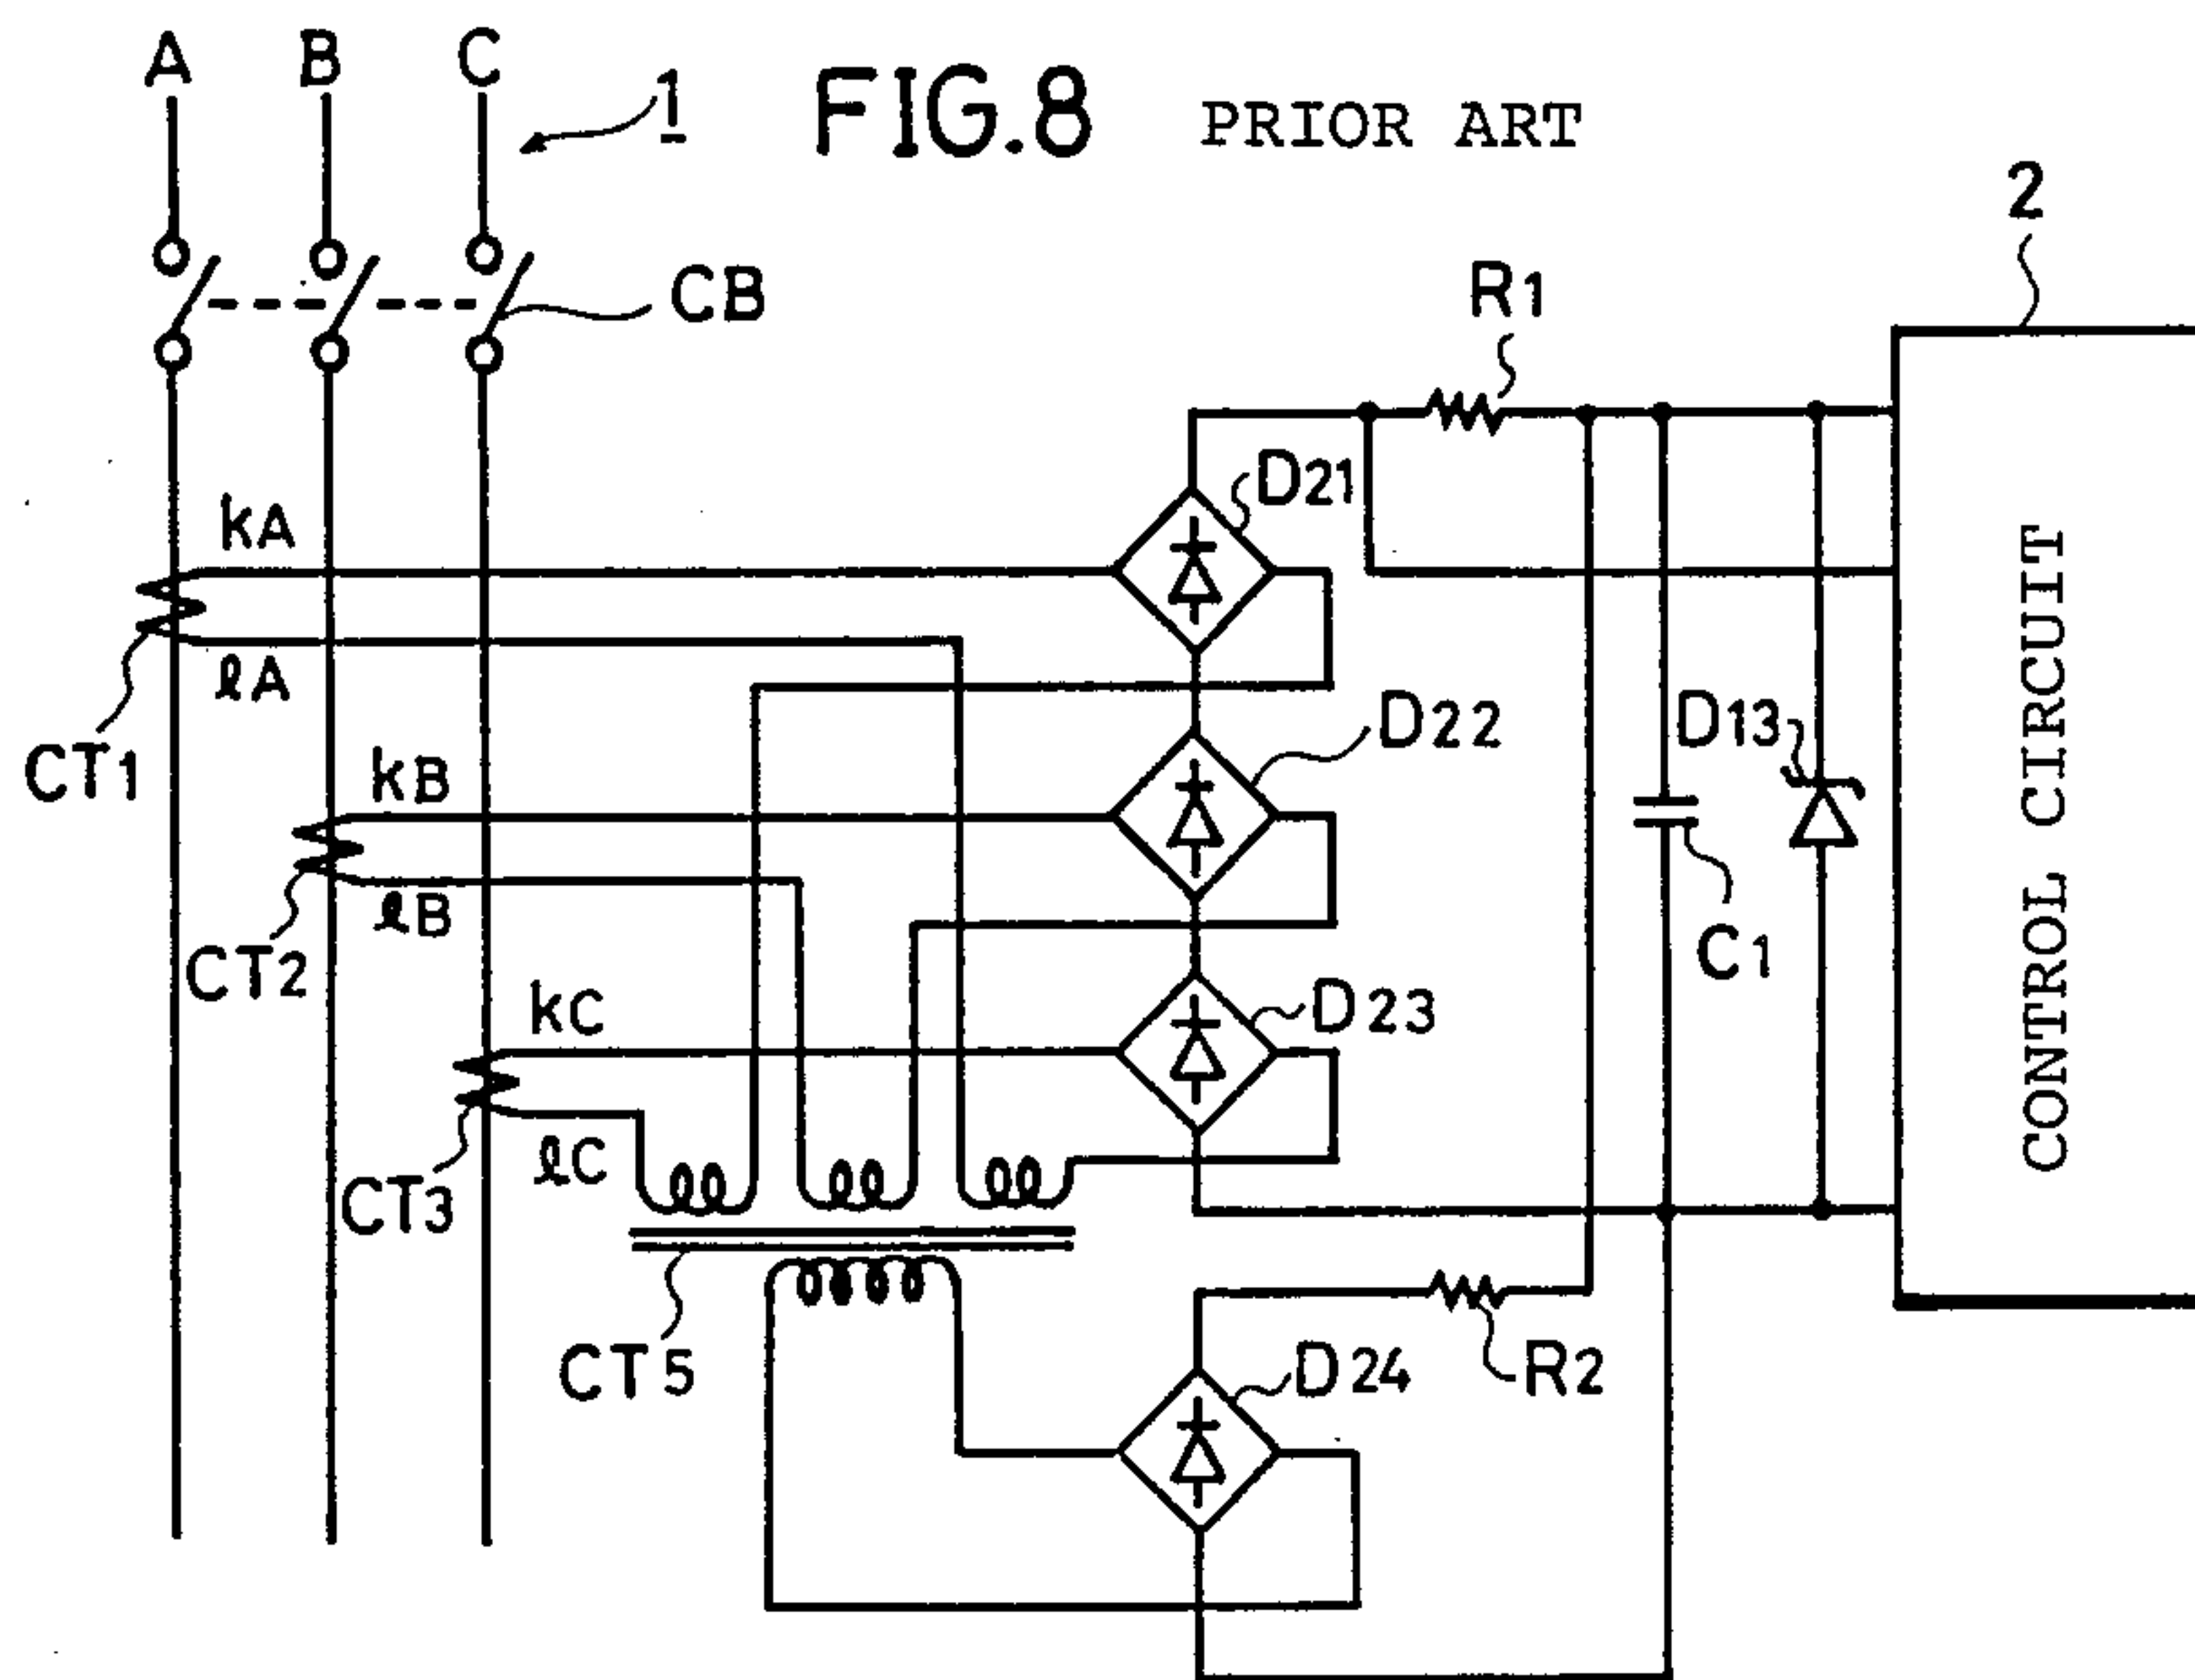 A B C
1
FIG.8 PRIOR ART
2
CB
R1
D21
kA
ℓA
CT1
D22
D13
kB
ℓB
CT2
C1
CONTROL CIRCUIT
kC
D23
ℓC
CT3
CT5
D24
R2